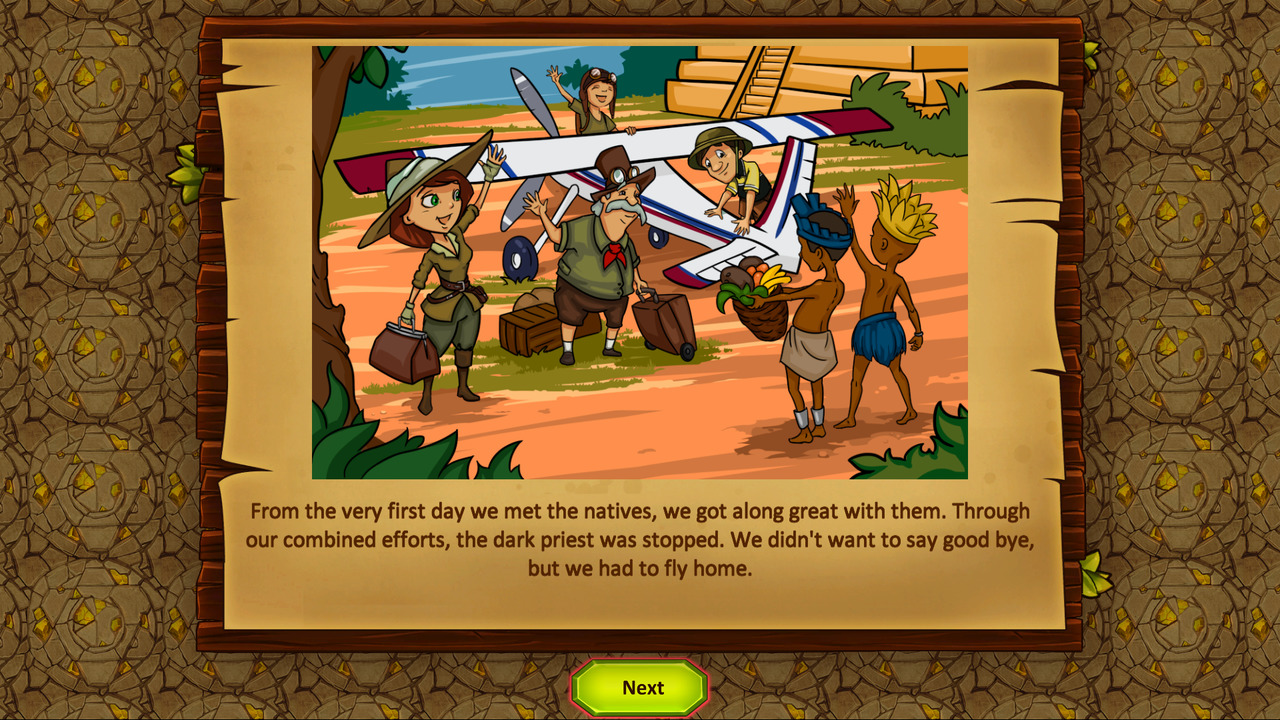 From the very first day we met the natives, we got along great with them. Through
our combined efforts, the dark priest was stopped. We didn't want to say good bye,
but we had to fly home.
Next